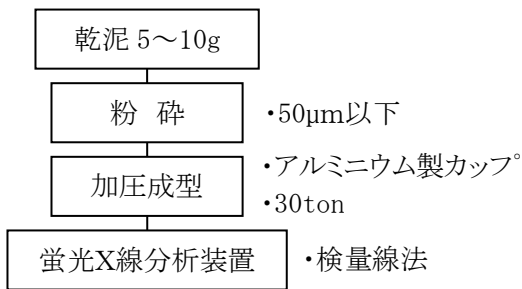 乾泥 5～10g
粉 砕
・50μm以下
加圧成型
・アルミニウム製カップ
・30ton
蛍光X線分析装置
・検量線法